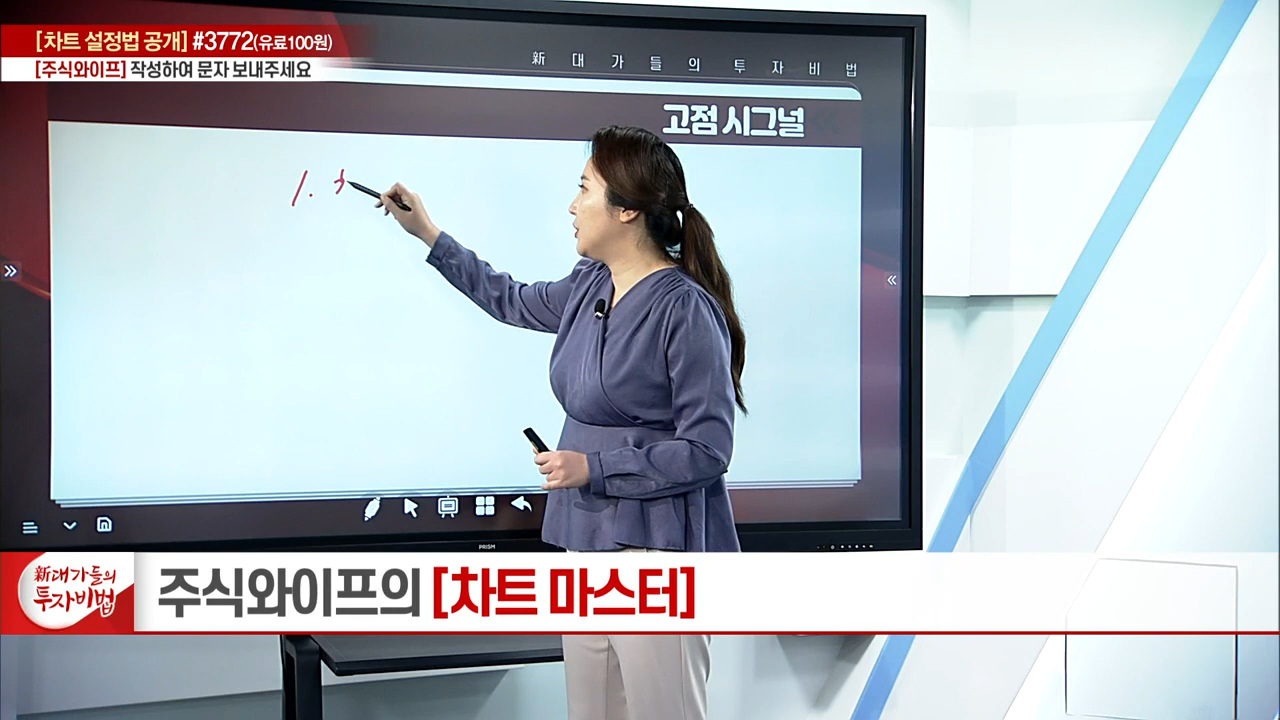 [차트 설정법 공개] #3772(유료100원)
[주식와이프] 작성하여 문자 보내주세요
新 대 가 들 의 투 자 비 법
고점 시그널
1.
PRISM
新대가들의
투자비법
주식와이프의 [차트 마스터]